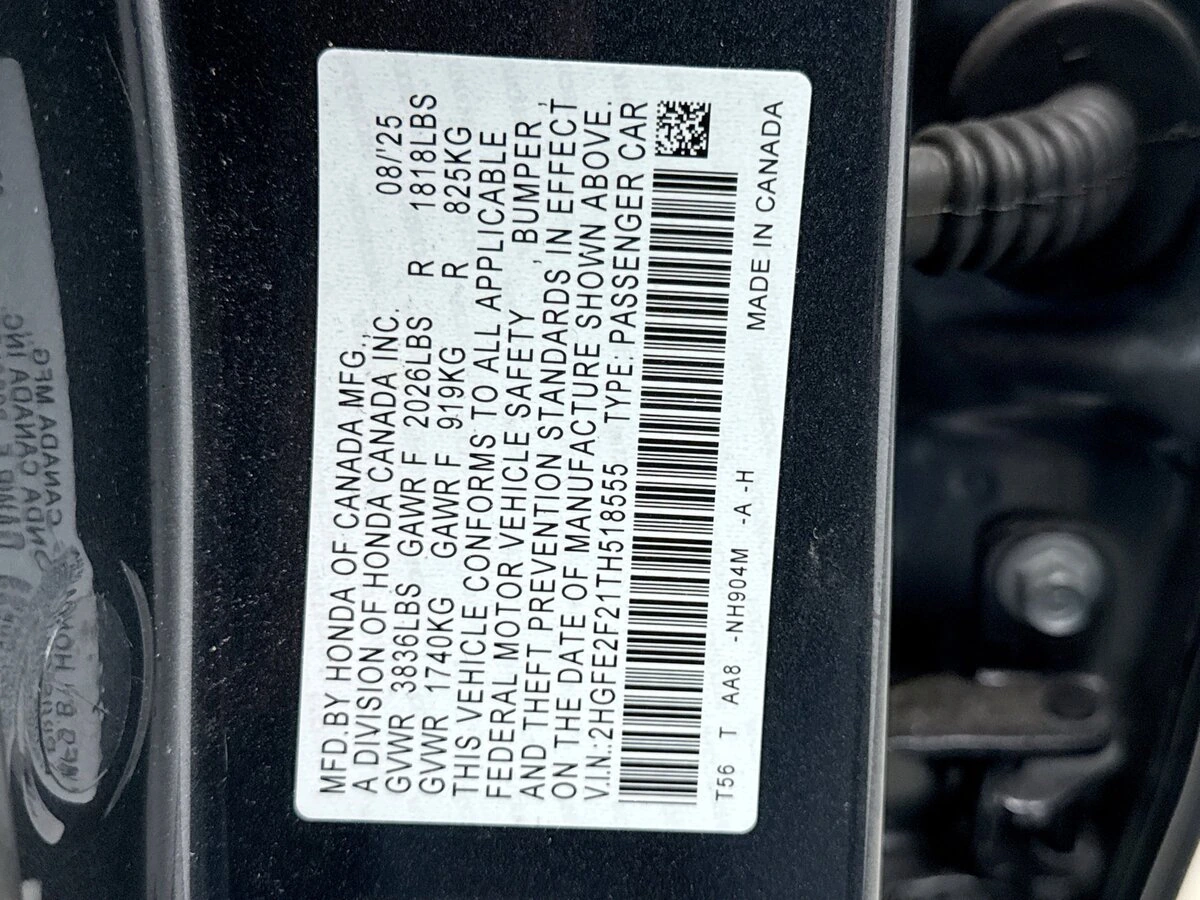 MFD.BY HONDA OF CANADA MFG., 08/'25
A DIVISION OF HONDA CANADA INC.
GVWR 3836LBS GAWR F 2026LBS R 1818LBS
GVWR 1740KG GAWR F 919KG R 825KG
THIS VEHICLE CONFORMS TO ALL APPLICABLE
FEDERAL MOTOR VEHICLE SAFETY , BUMPER ,
AND THEFT PREVENTION STANDARDS IN EFFECT
ON THE DATE OF MANUFACTURE SHOWN ABOVE.
V.I.N.:2HGFE2F21TH518555 TYPE: PASSENGER CAR
T56 T AA8 -NH904M -A -H MADE IN CANADA